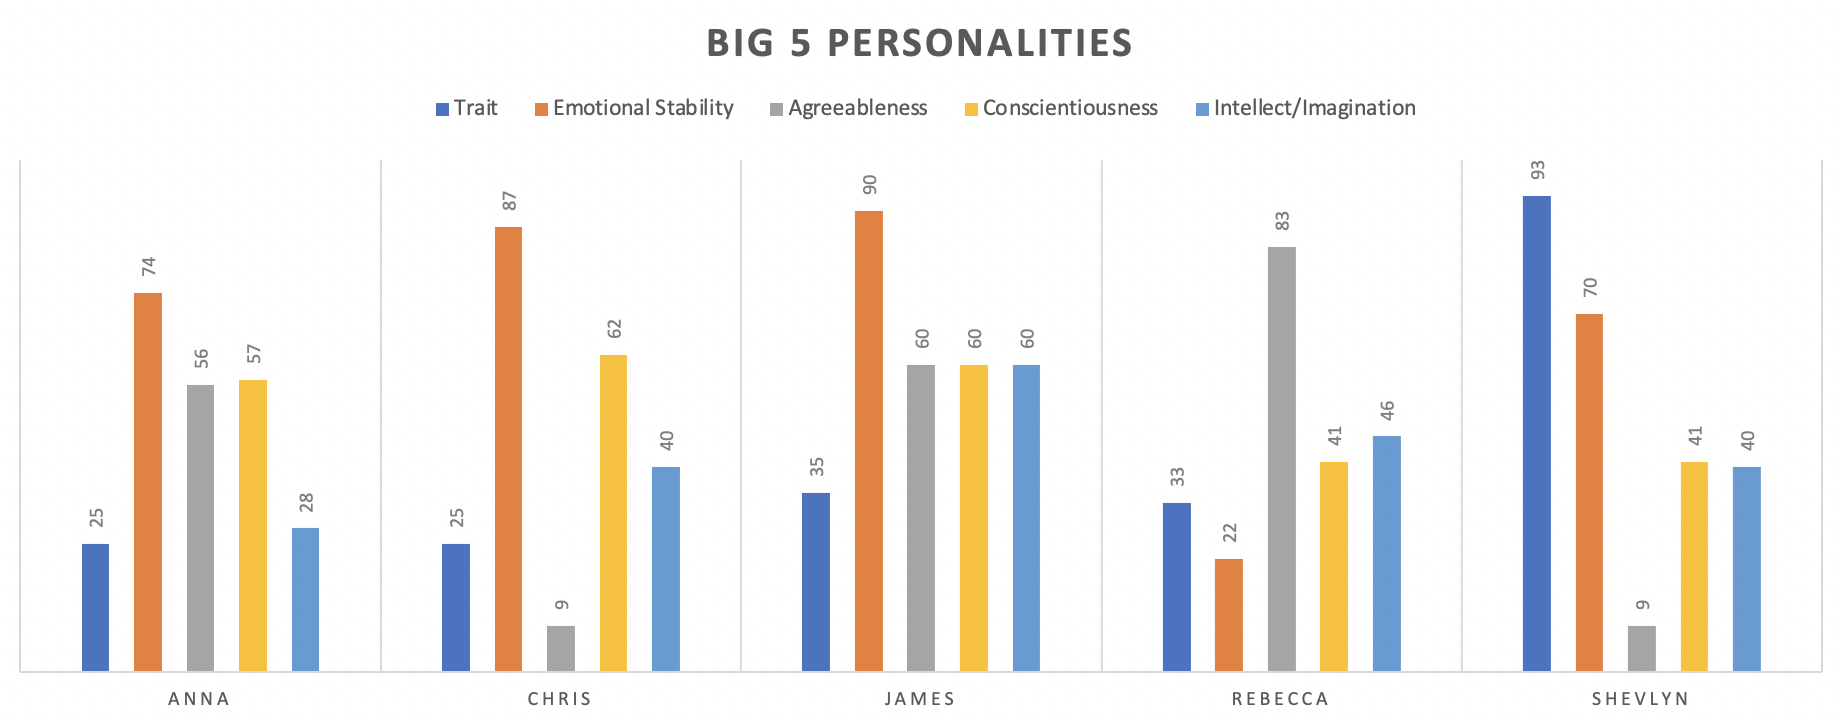 BIG 5 PERSONALITIES
Trait Emotional Stability Agreeableness Conscientiousness Intellect/Imagination
25 74 56 57 28
25 87 9 62 40
35 90 60 60 60
33 22 83 41 46
93 70 9 41 40
ANNA CHRIS JAMES REBECCA SHEVLYN